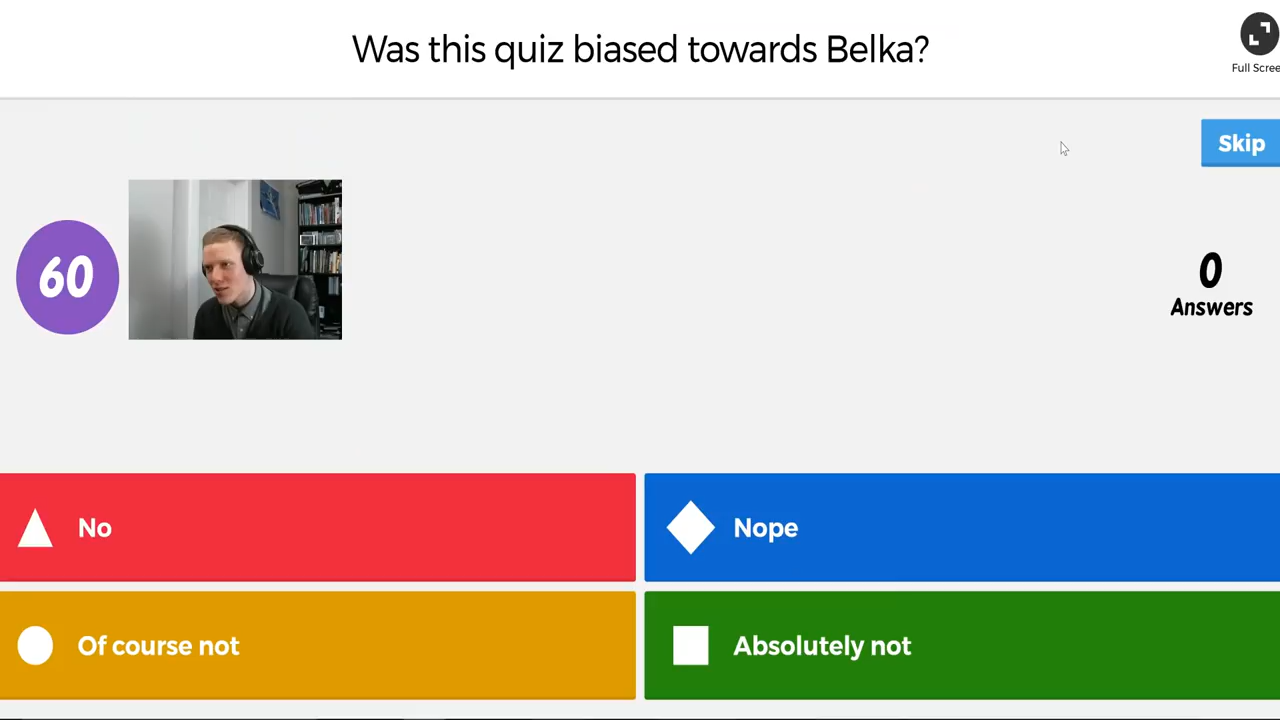 Was this quiz biased towards Belka?
Full Scree
Skip
60
0
Answers
No
Nope
Of course not
Absolutely not